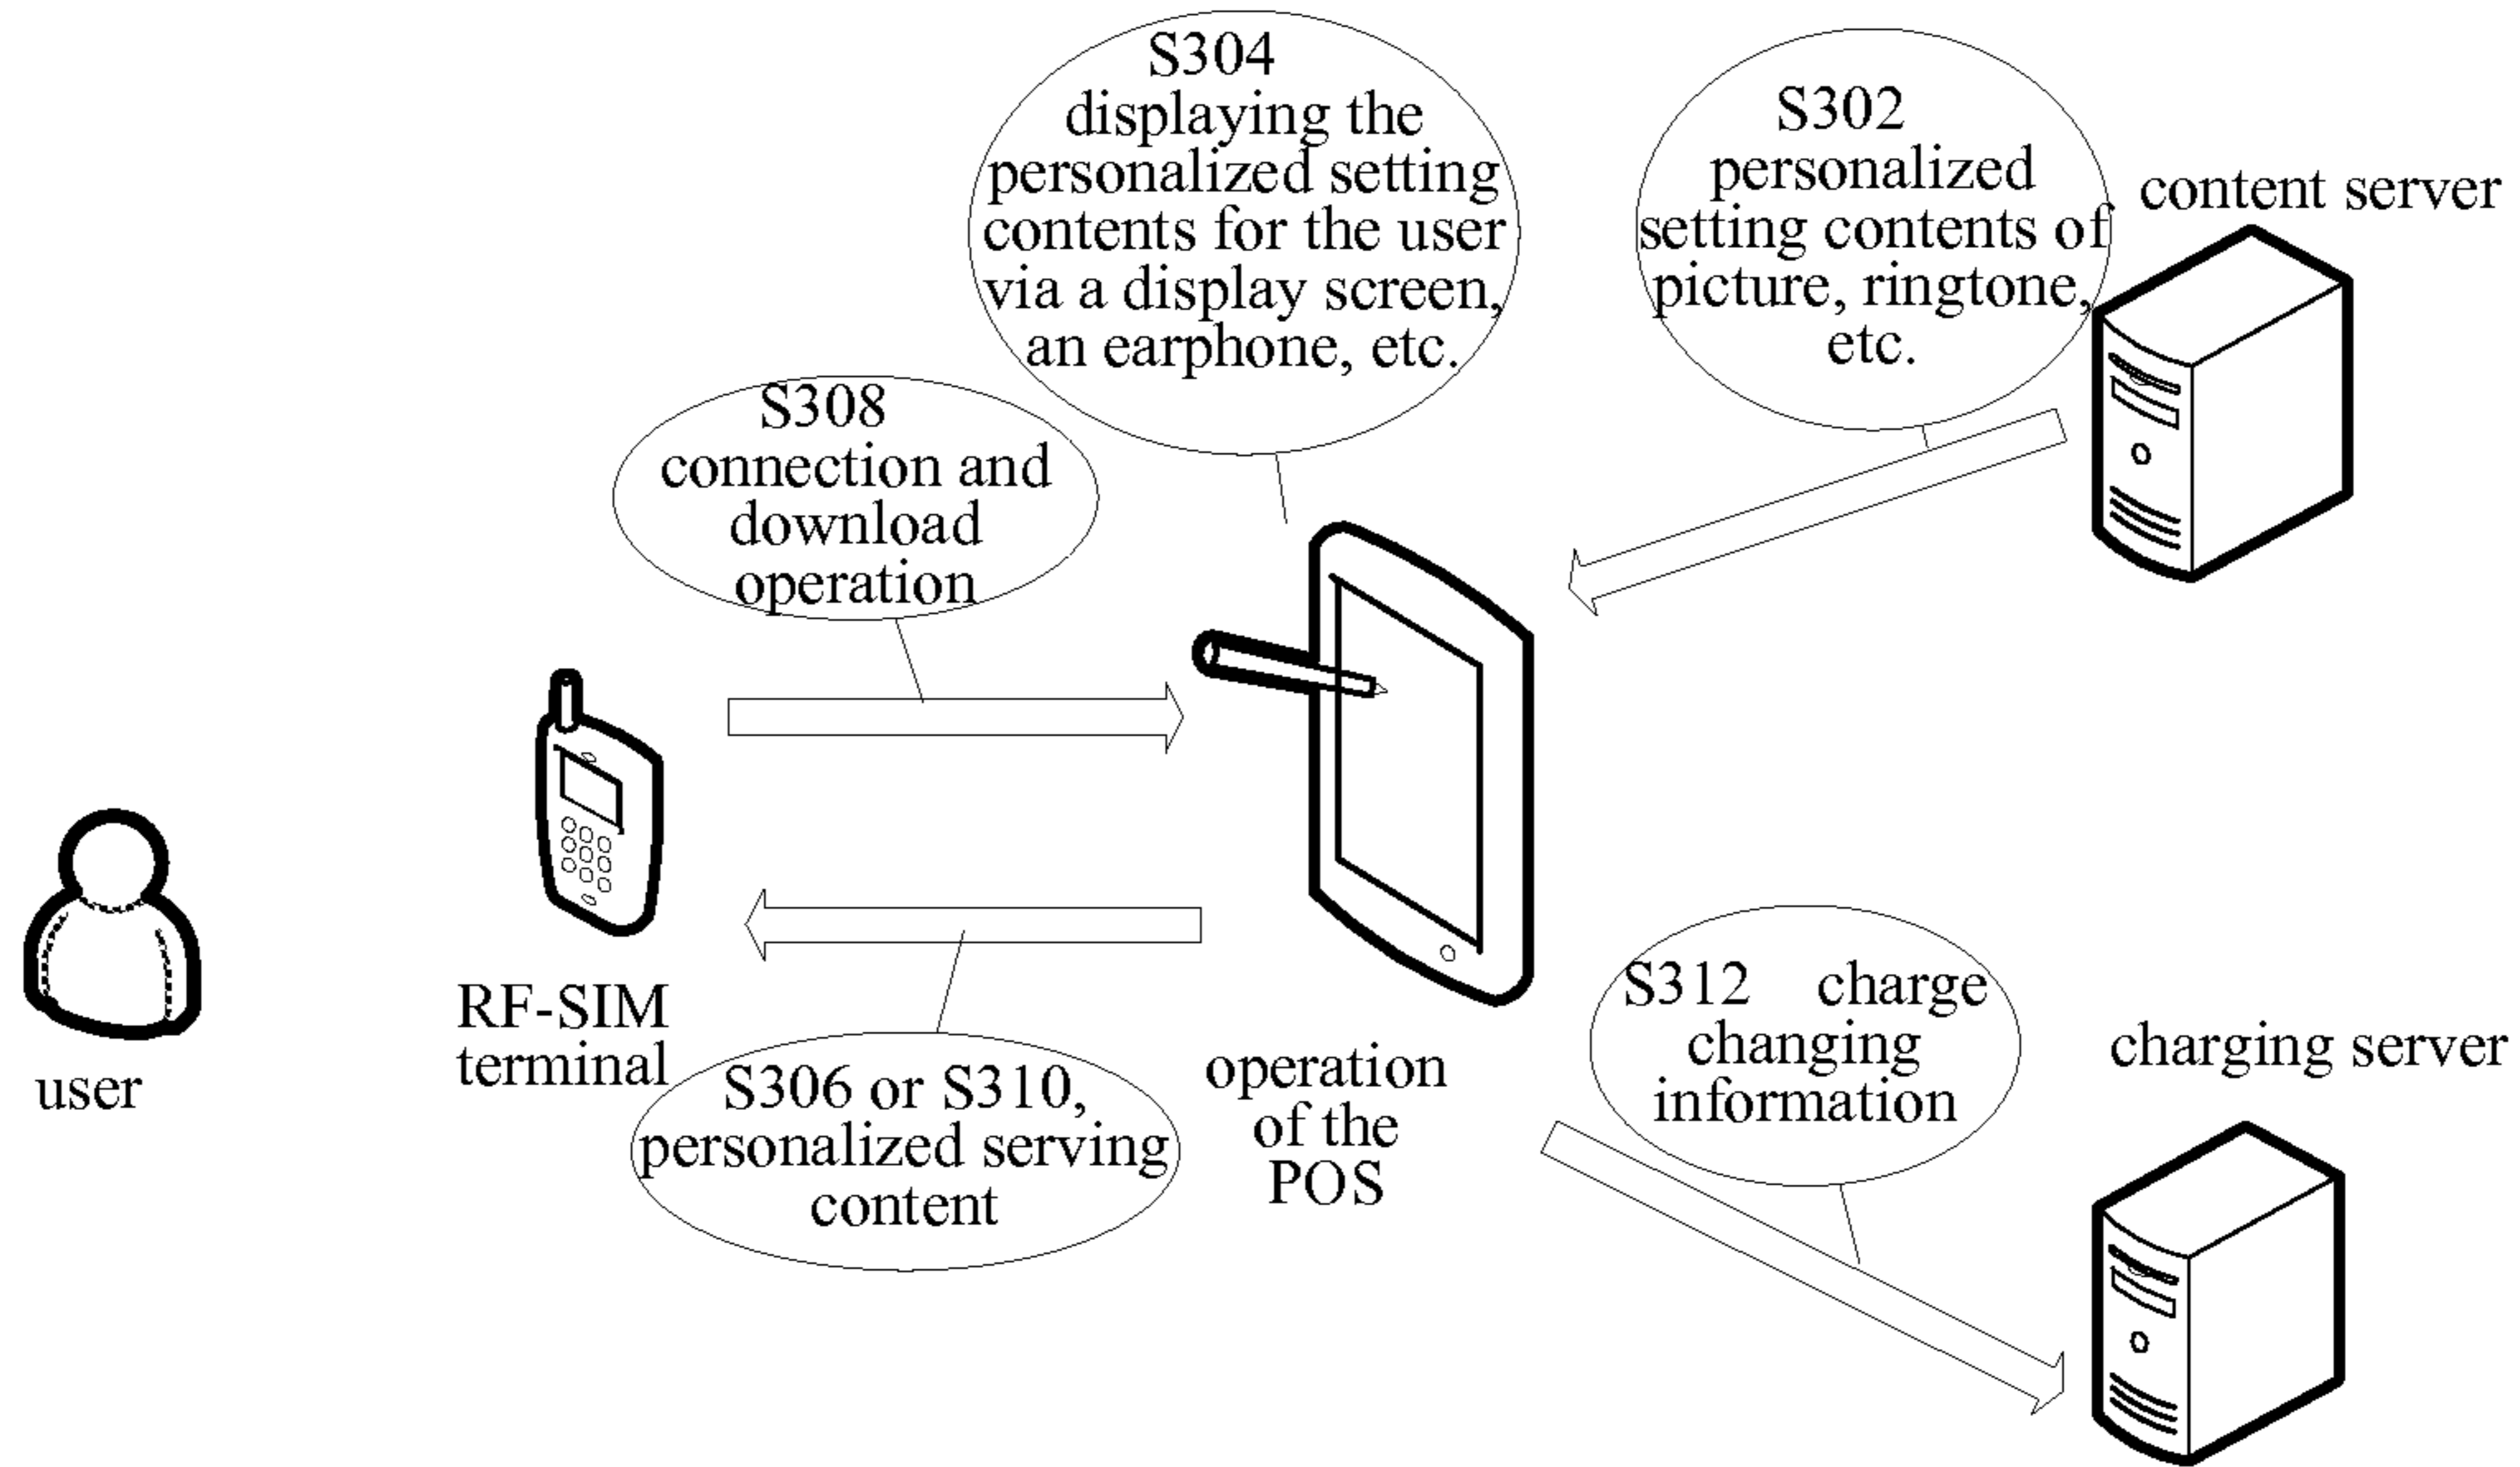 S304
displaying the
personalized setting
contents for the user
via a display screen,
an earphone, etc.
S302
personalized
setting contents of
picture, ringtone,
etc.
content server
S308
connection and
download
operation
user
RF-SIM
terminal
S306 or S310,
personalized serving
content
operation
of the
POS
S312 charge
changing
information
charging server